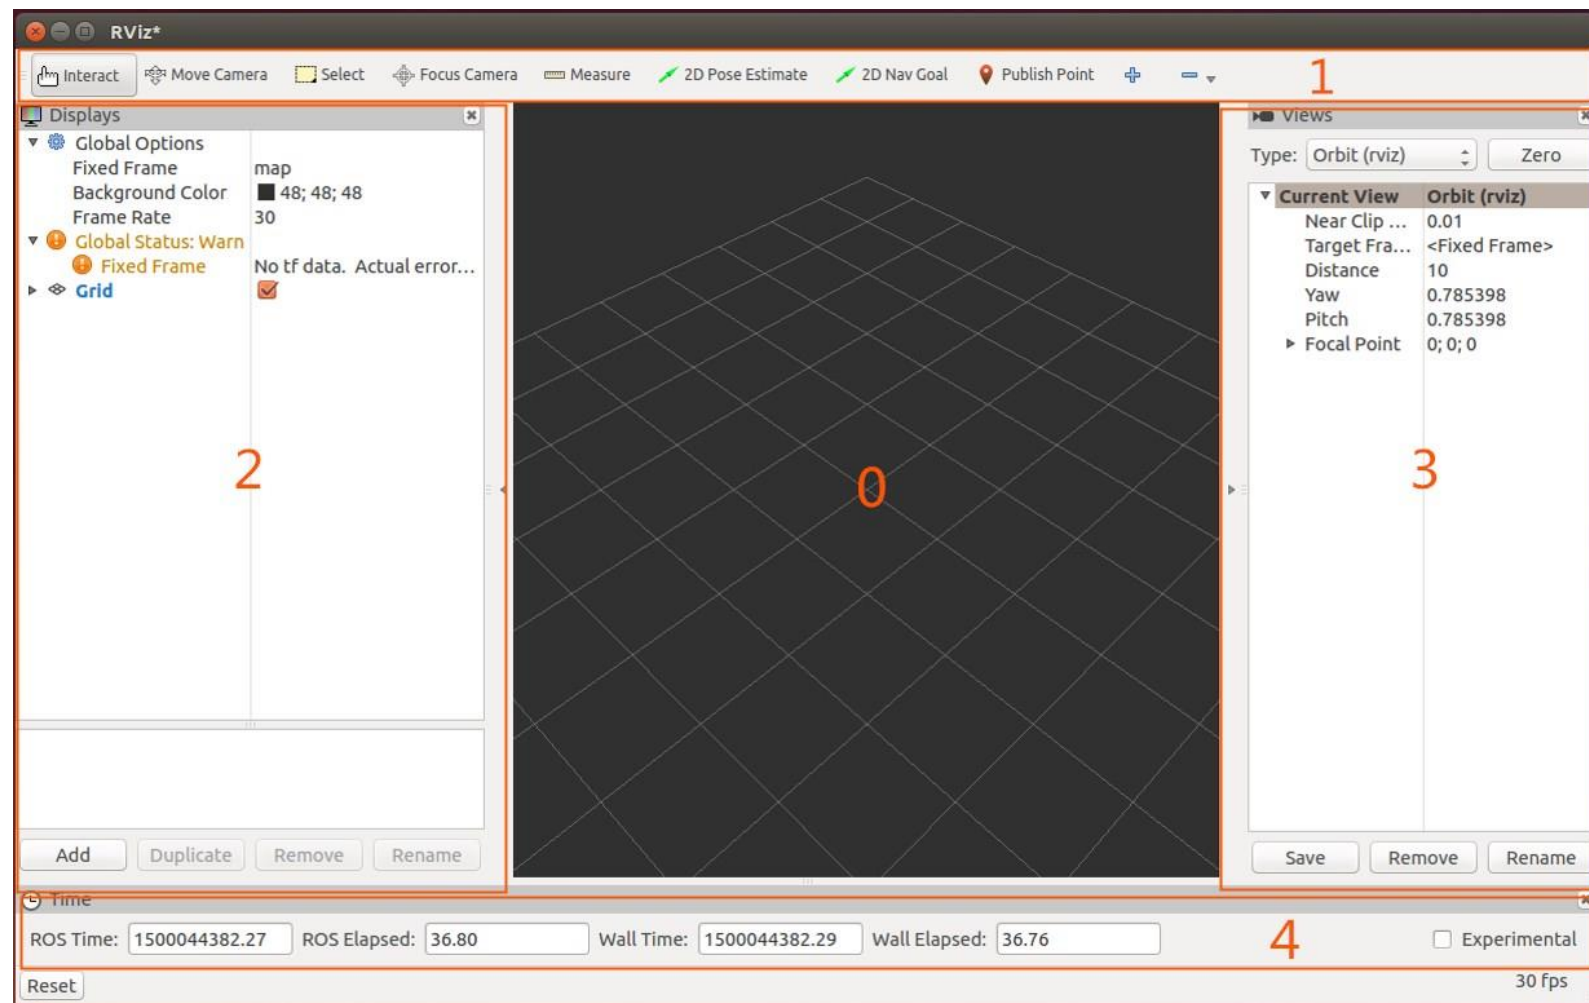 RViz*
Interact Move Camera Select Focus Camera Measure 2D Pose Estimate 2D Nav Goal Publish Point 1
Displays
Global Options
Fixed Frame map
Background Color 48; 48; 48
Frame Rate 30
Global Status: Warn
Fixed Frame No tf data. Actual error...
Grid
2
Add Duplicate Remove Rename
0
Views
Type: Orbit (rviz) Zero
Current View Orbit (rviz)
Near Clip ... 0.01
Target Fra... <Fixed Frame>
Distance 10
Yaw 0.785398
Pitch 0.785398
Focal Point 0; 0; 0
3
Save Remove Rename
Time
ROS Time: 1500044382.27 ROS Elapsed: 36.80 Wall Time: 1500044382.29 Wall Elapsed: 36.76 4 Experimental
Reset 30 fps